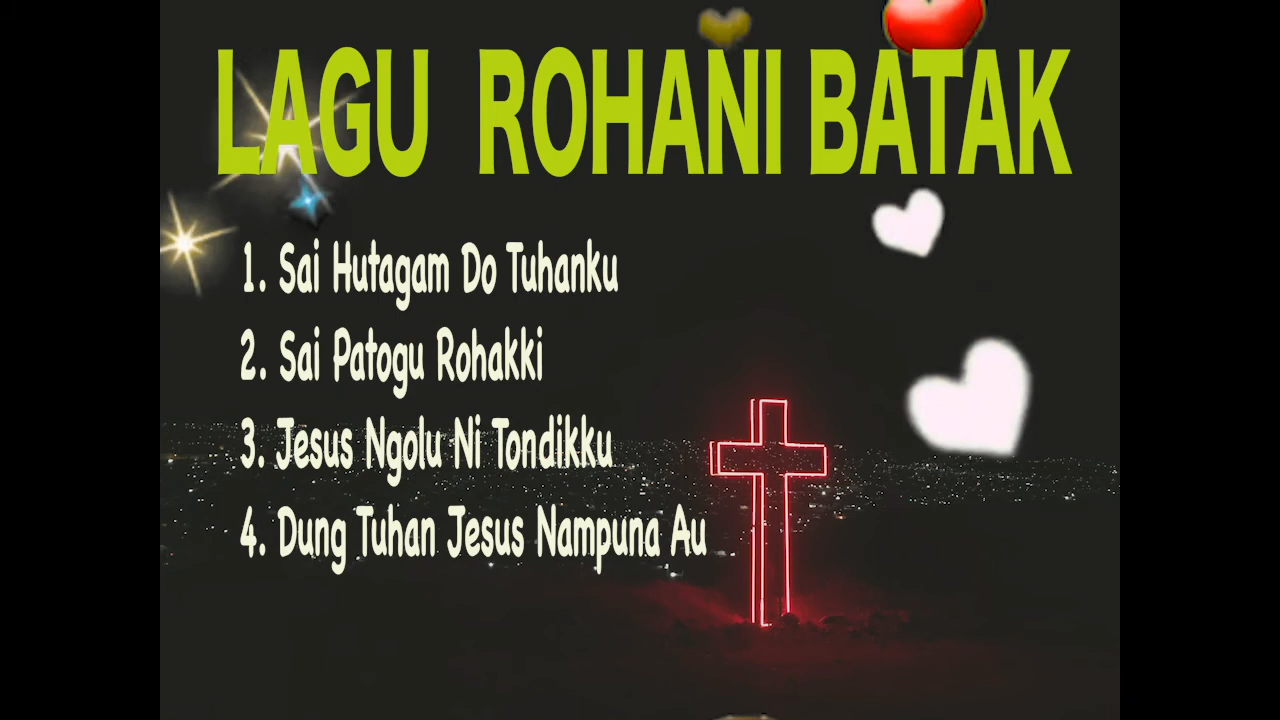 LAGU ROHANI BATAK
1. Sai Hutagam Do Tuhanku
2. Sai Patogu Rohakki
3. Jesus Ngolu Ni Tondikku
4. Dung Tuhan Jesus Nampuna Au